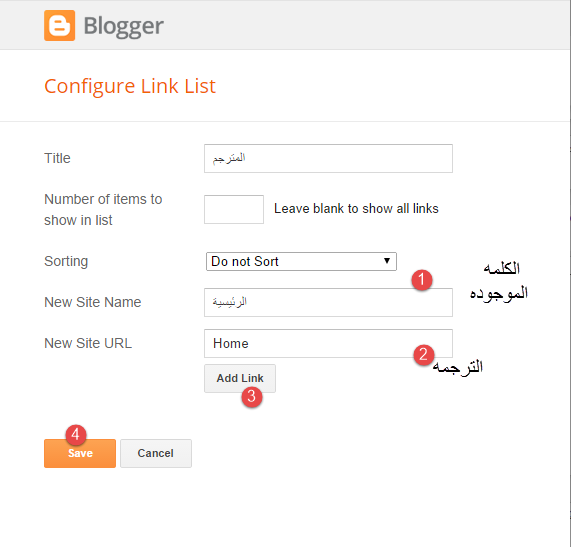 Blogger
Configure Link List
Title المترجم
Number of items to
show in list
Leave blank to show all links
Sorting Do not Sort
1
الكلمه
الموجوده
New Site Name الرئيسية
New Site URL Home
2
الترجمه
Add Link
3
4
Save Cancel